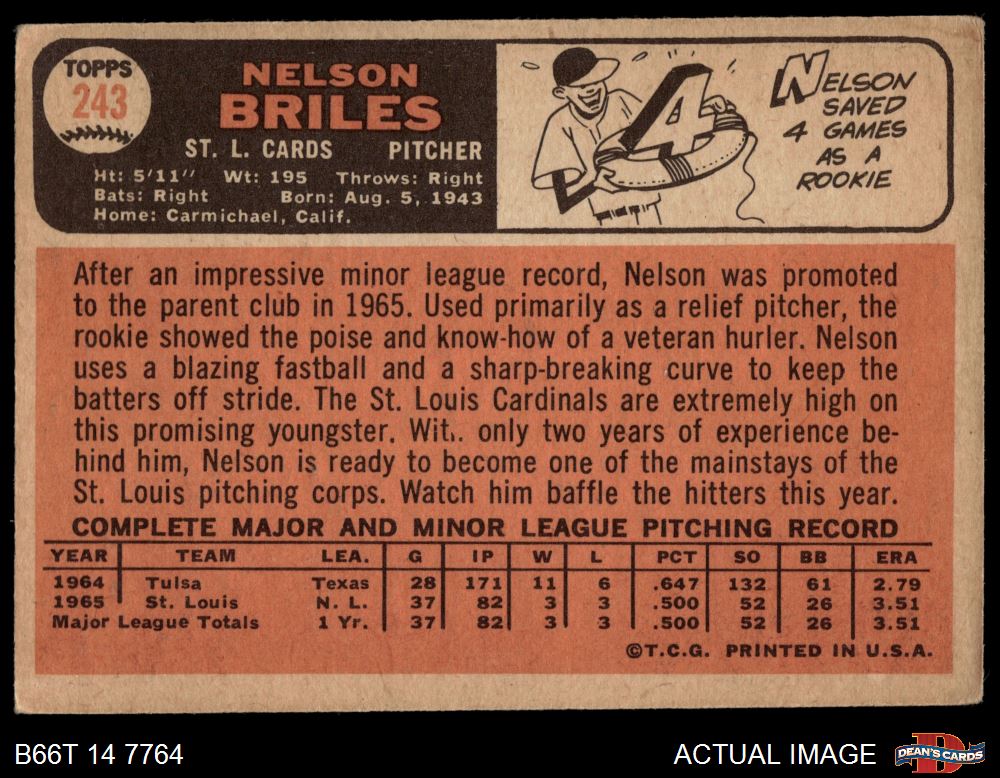 TOPPS
243
NELSON
BRILES
ST. L. CARDS PITCHER
Ht: 5'11" Wt: 195 Throws: Right
Bats: Right Born: Aug. 5, 1943
Home: Carmichael, Calif.
4
NELSON
SAVED
4 GAMES
AS A
ROOKIE
After an impressive minor league record, Nelson was promoted
to the parent club in 1965. Used primarily as a relief pitcher, the
rookie showed the poise and know-how of a veteran hurler. Nelson
uses a blazing fastball and a sharp-breaking curve to keep the
batters off stride. The St. Louis Cardinals are extremely high on
this promising youngster. Wit.. only two years of experience be-
hind him, Nelson is ready to become one of the mainstays of the
St. Louis pitching corps. Watch him baffle the hitters this year.
COMPLETE MAJOR AND MINOR LEAGUE PITCHING RECORD
YEAR TEAM LEA. G IP W L PCT SO BB ERA
1964 Tulsa Texas 28 171 11 6 .647 132 61 2.79
1965 St. Louis N. L. 37 82 3 3 .500 52 26 3.51
Major League Totals 1 Yr. 37 82 3 3 .500 52 26 3.51
©T.C.G. PRINTED IN U.S.A.
B66T 14 7764
ACTUAL IMAGE
D
DEAN'S CARDS